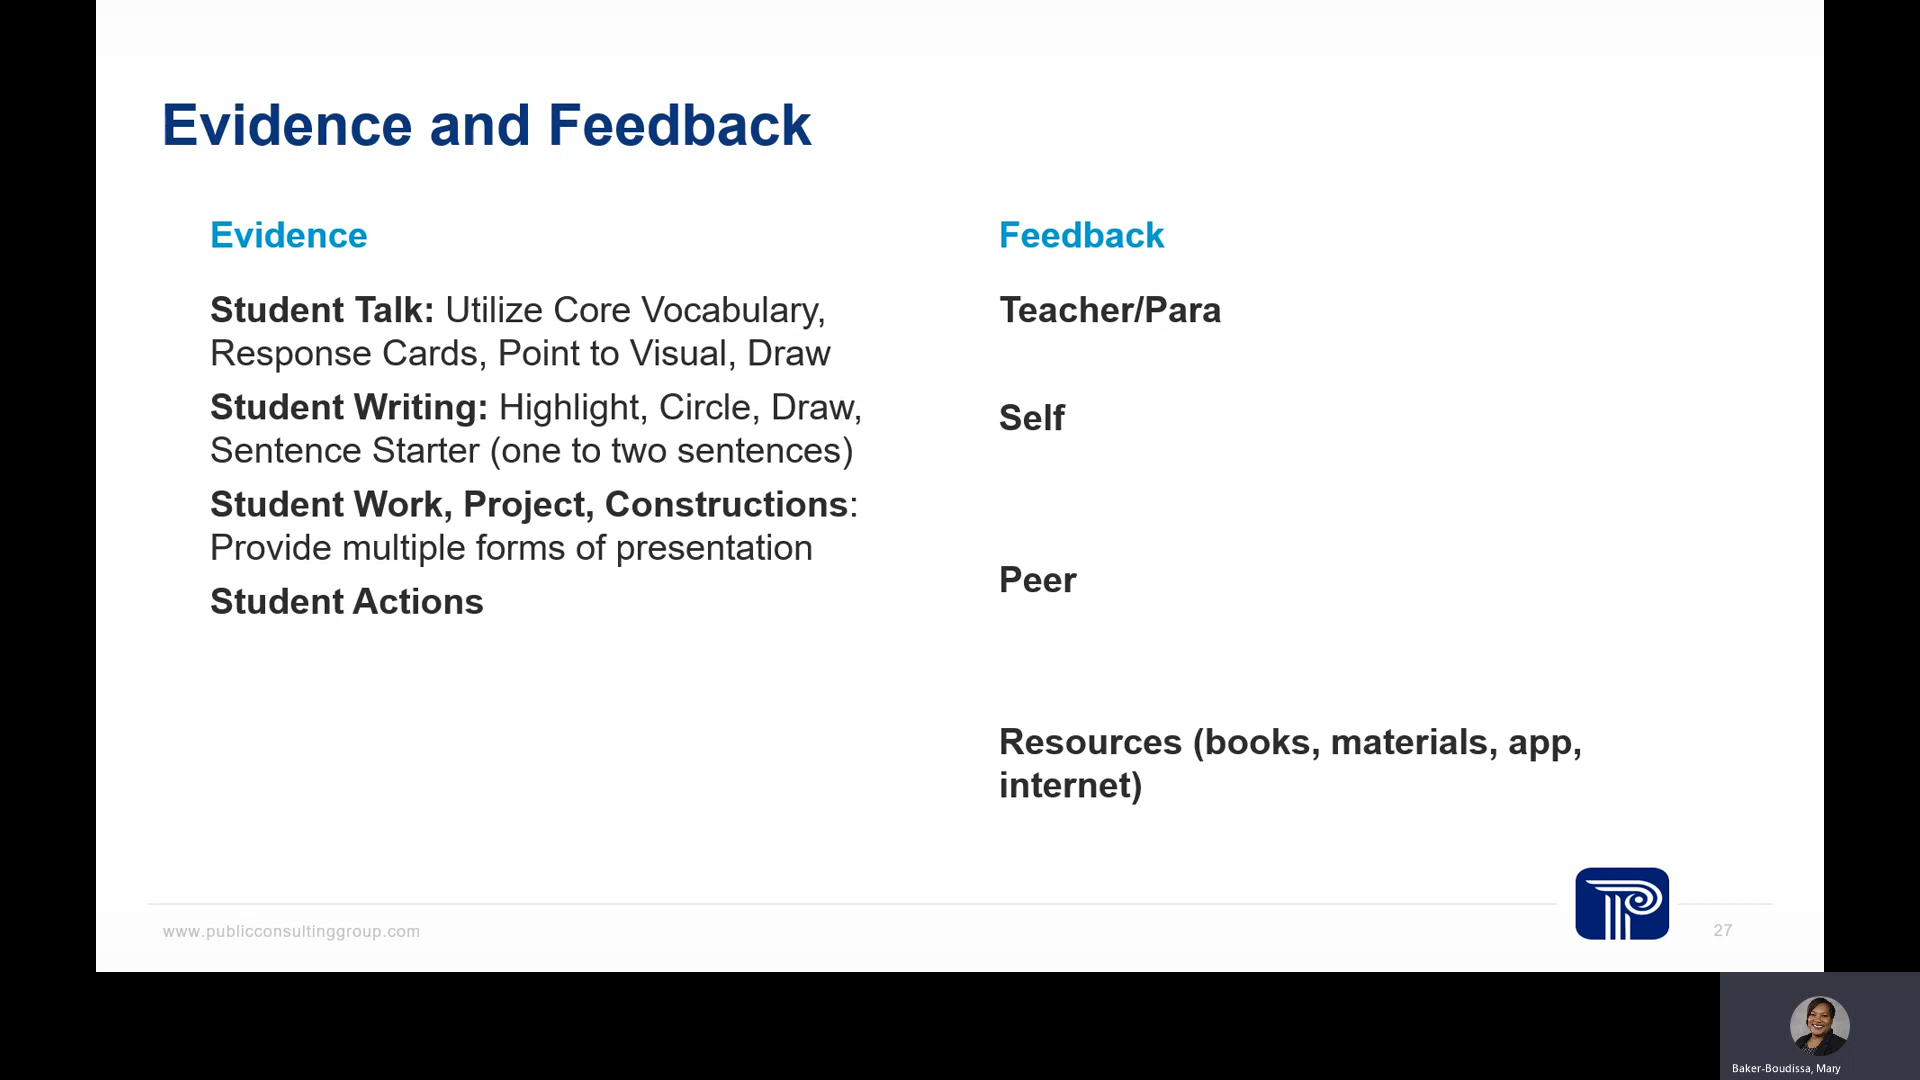 Evidence and Feedback
Evidence
Student Talk: Utilize Core Vocabulary,
Response Cards, Point to Visual, Draw
Student Writing: Highlight, Circle, Draw,
Sentence Starter (one to two sentences)
Student Work, Project, Constructions:
Provide multiple forms of presentation
Student Actions
Feedback
Teacher/Para
Self
Peer
Resources (books, materials, app,
internet)
www.publicconsultinggroup.com
27
Baker-Boudissa, Mary